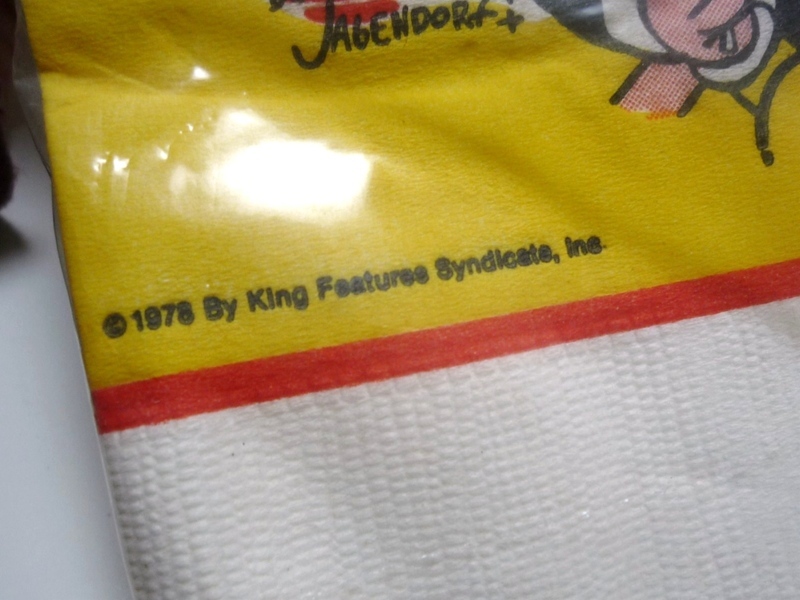 JAGENDORF
© 1978 By King Features Syndicate, Inc.